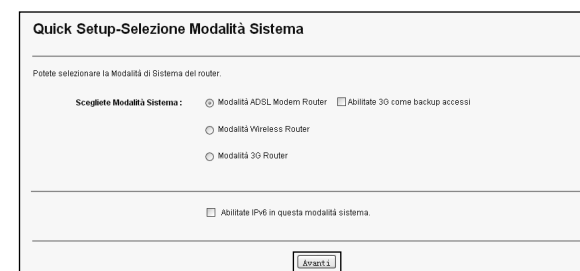 Quick Setup-Selezione Modalità Sistema
Potete selezionare la Modalità di Sistema del router.
Scegliete Modalità Sistema : Modalità ADSL Modem Router Abilitate 3G come backup accessi
Modalità Wireless Router
Modalità 3G Router
Abilitate IPv6 in questa modalità sistema.
Avanti